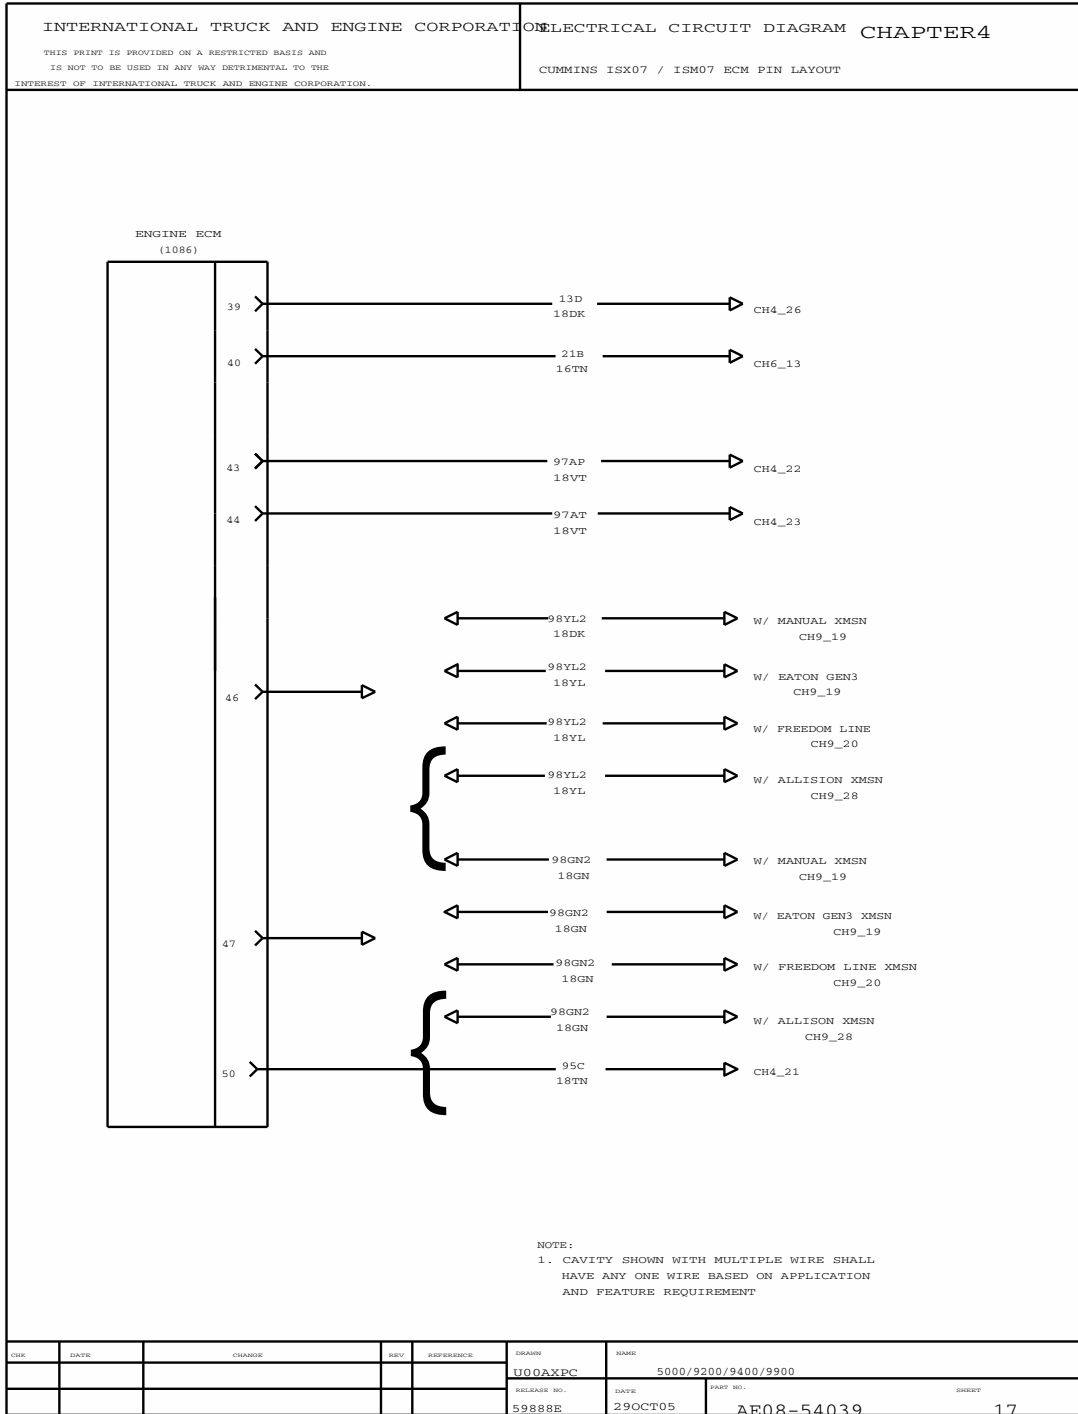 INTERNATIONAL TRUCK AND ENGINE CORPORATION
THIS PRINT IS PROVIDED ON A RESTRICTED BASIS AND
IS NOT TO BE USED IN ANY WAY DETRIMENTAL TO THE
INTEREST OF INTERNATIONAL TRUCK AND ENGINE CORPORATION.
ELECTRICAL CIRCUIT DIAGRAM CHAPTER4
CUMMINS ISX07 / ISM07 ECM PIN LAYOUT
ENGINE ECM
(1086)
39 13D
18DK CH4_26
40 21B
16TN CH6_13
43 97AP
18VT CH4_22
44 97AT
18VT CH4_23
98YL2 W/ MANUAL XMSN
18DK CH9_19
98YL2 W/ EATON GEN3
18YL CH9_19
46
98YL2 W/ FREEDOM LINE
18YL CH9_20
98YL2 W/ ALLISION XMSN
18YL CH9_28
98GN2 W/ MANUAL XMSN
18GN CH9_19
98GN2 W/ EATON GEN3 XMSN
18GN CH9_19
47
98GN2 W/ FREEDOM LINE XMSN
18GN CH9_20
98GN2 W/ ALLISON XMSN
18GN CH9_28
50 95C CH4_21
18TN
NOTE:
1. CAVITY SHOWN WITH MULTIPLE WIRE SHALL
HAVE ANY ONE WIRE BASED ON APPLICATION
AND FEATURE REQUIREMENT
CHK DATE CHANGE REV REFERENCE
DRAWN
U00AXPC
NAME
5000/9200/9400/9900
RELEASE NO.
59888E
DATE
29OCT05
PART NO.
AE08-54039
SHEET
17